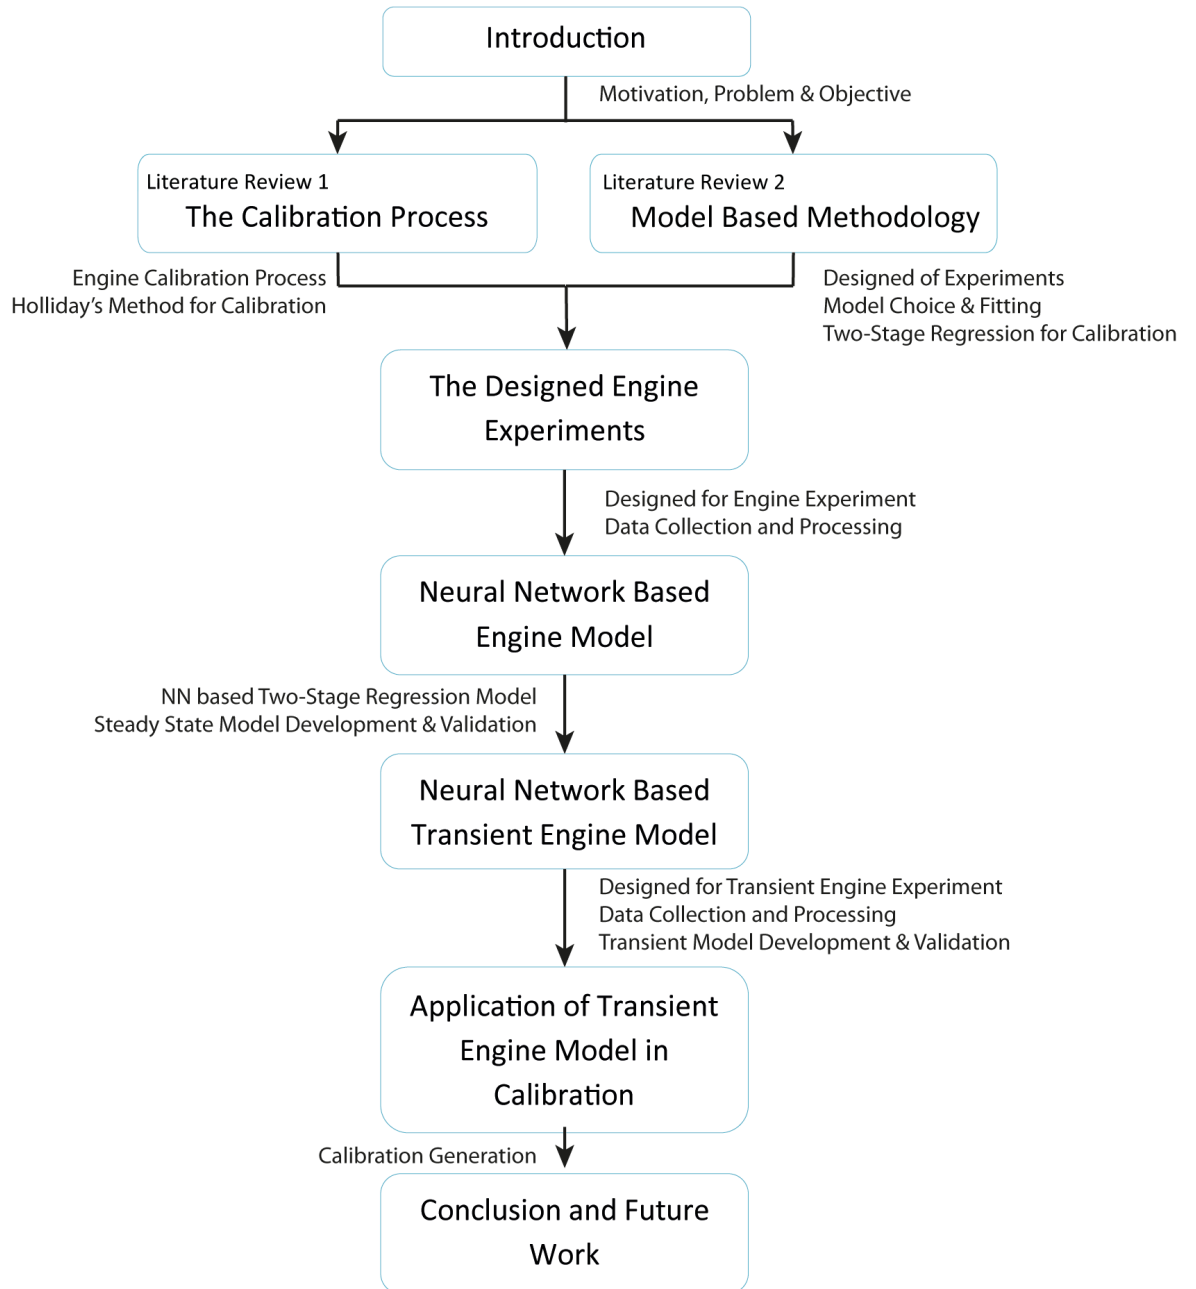 Introduction
Motivation, Problem & Objective
Literature Review 1
The Calibration Process
Literature Review 2
Model Based Methodology
Engine Calibration Process
Holliday's Method for Calibration
Designed of Experiments
Model Choice & Fitting
Two-Stage Regression for Calibration
The Designed Engine
Experiments
Designed for Engine Experiment
Data Collection and Processing
Neural Network Based
Engine Model
NN based Two-Stage Regression Model
Steady State Model Development & Validation
Neural Network Based
Transient Engine Model
Designed for Transient Engine Experiment
Data Collection and Processing
Transient Model Development & Validation
Application of Transient
Engine Model in
Calibration
Calibration Generation
Conclusion and Future
Work